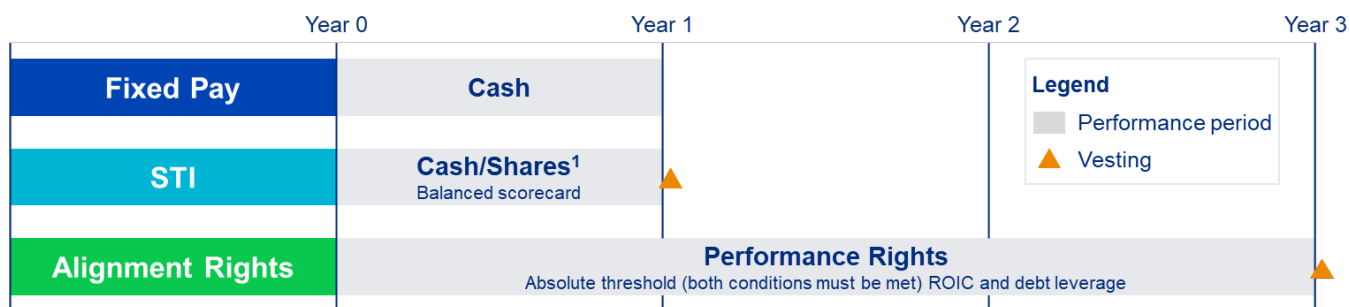 Year 0
Year 1
Year 2
Year 3
Fixed Pay
Cash
Legend
Performance period
Vesting
STI
Cash/Shares¹
Balanced scorecard
Alignment Rights
Performance Rights
Absolute threshold (both conditions must be met) ROIC and debt leverage